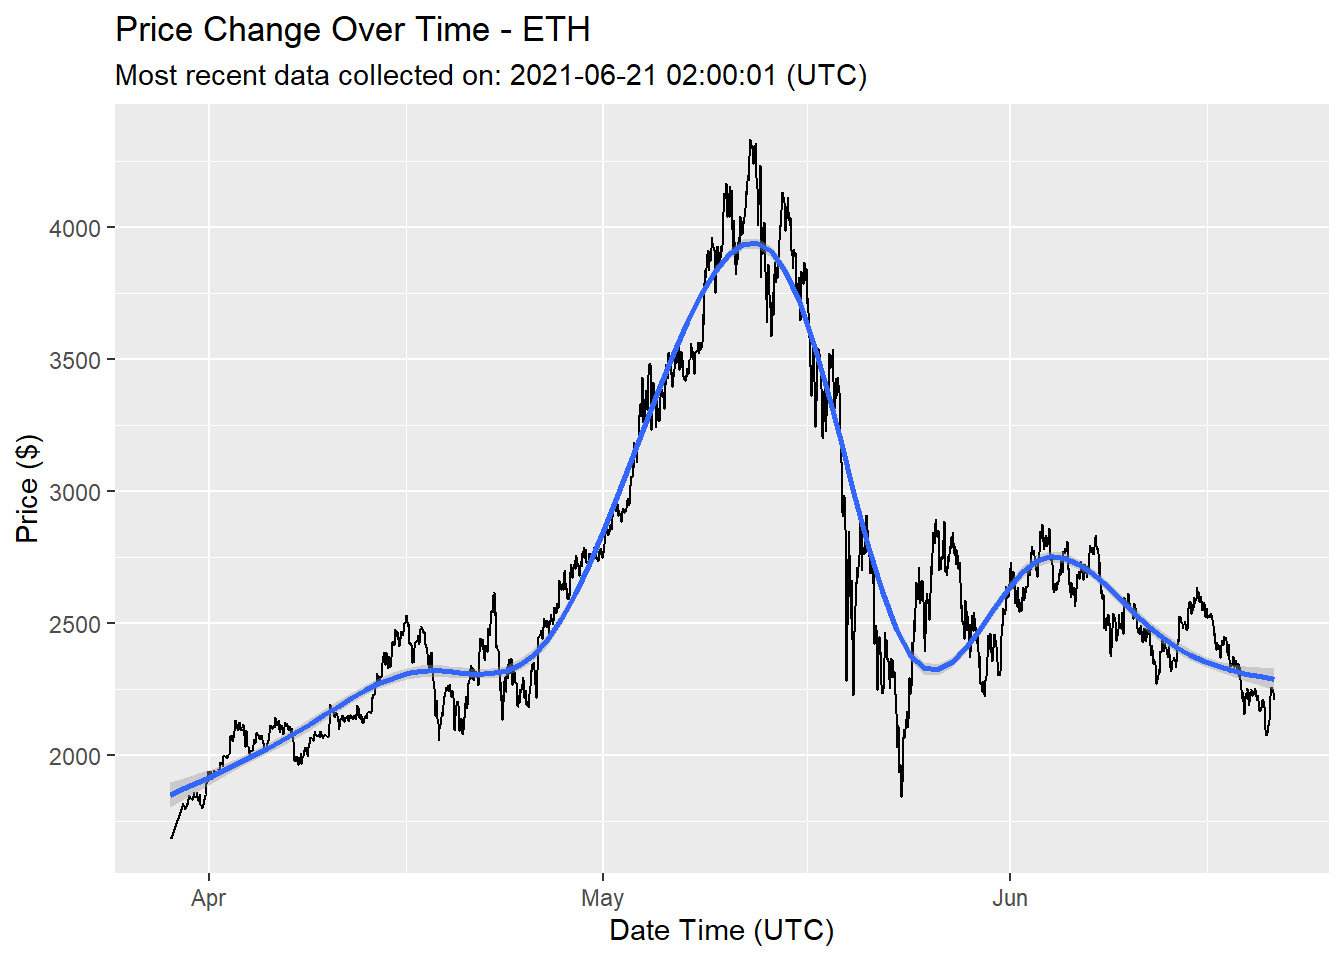 Price Change Over Time - ETH
Most recent data collected on: 2021-06-21 02:00:01 (UTC)
Price ($)
4000
3500
3000
2500
2000
Apr
May
Jun
Date Time (UTC)